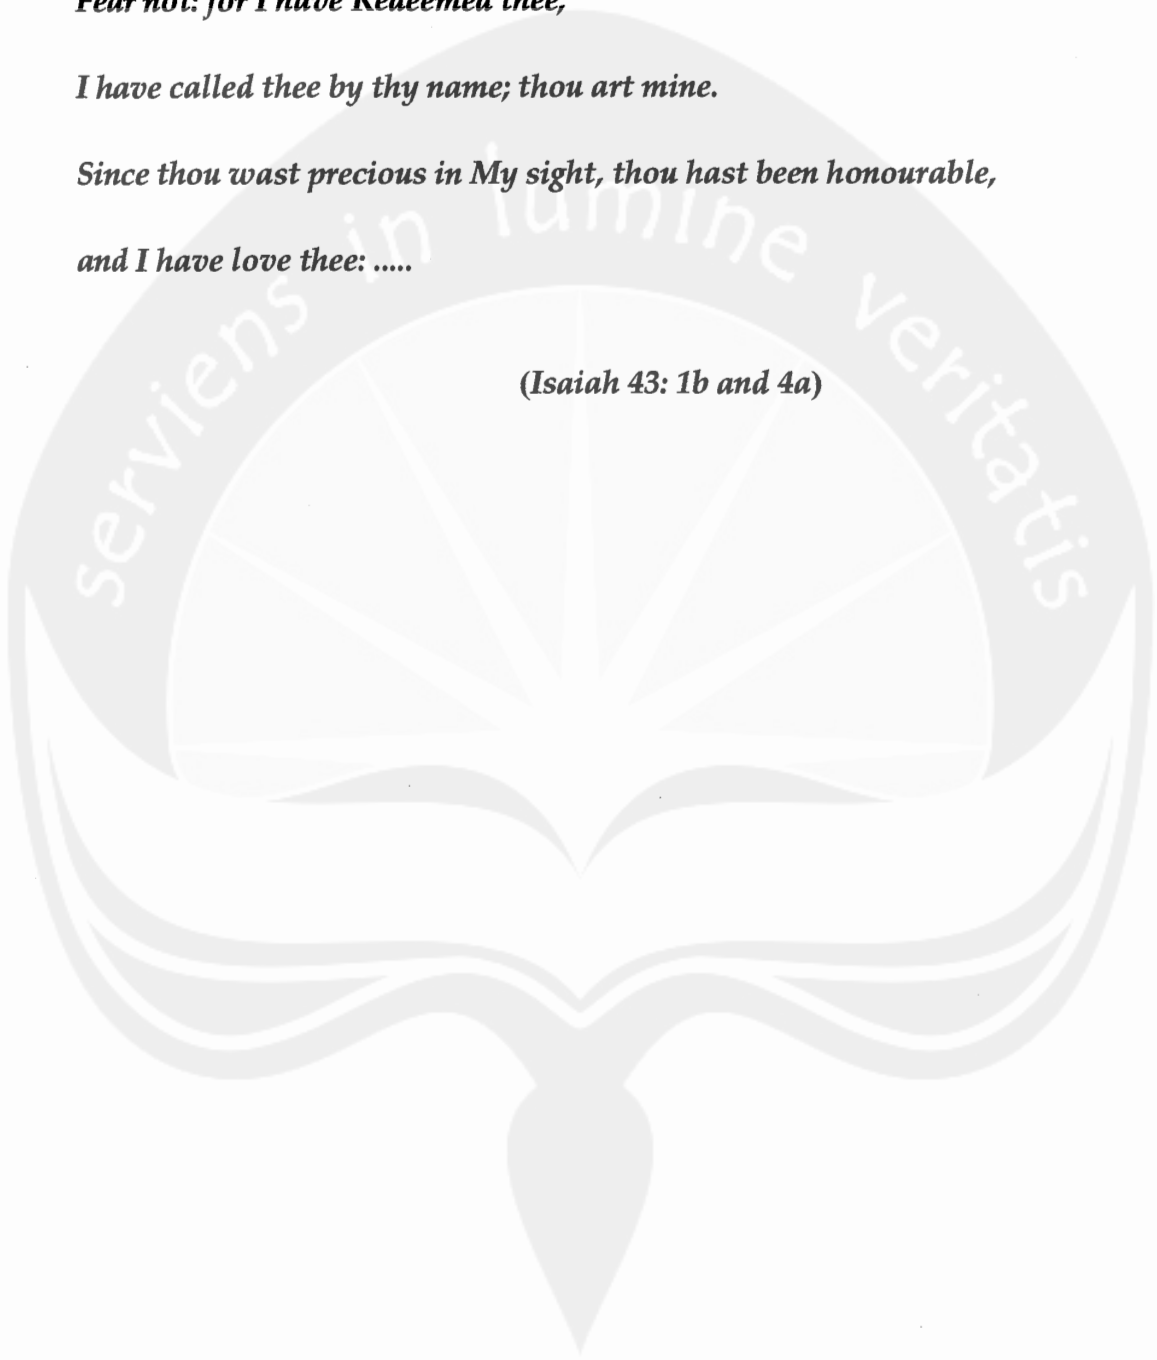 Fear not: for I have Redeemed thee,
I have called thee by thy name; thou art mine.
Since thou wast precious in My sight, thou hast been honourable,
and I have love thee: .....
(Isaiah 43: 1b and 4a)
serviens in lumine veritatis